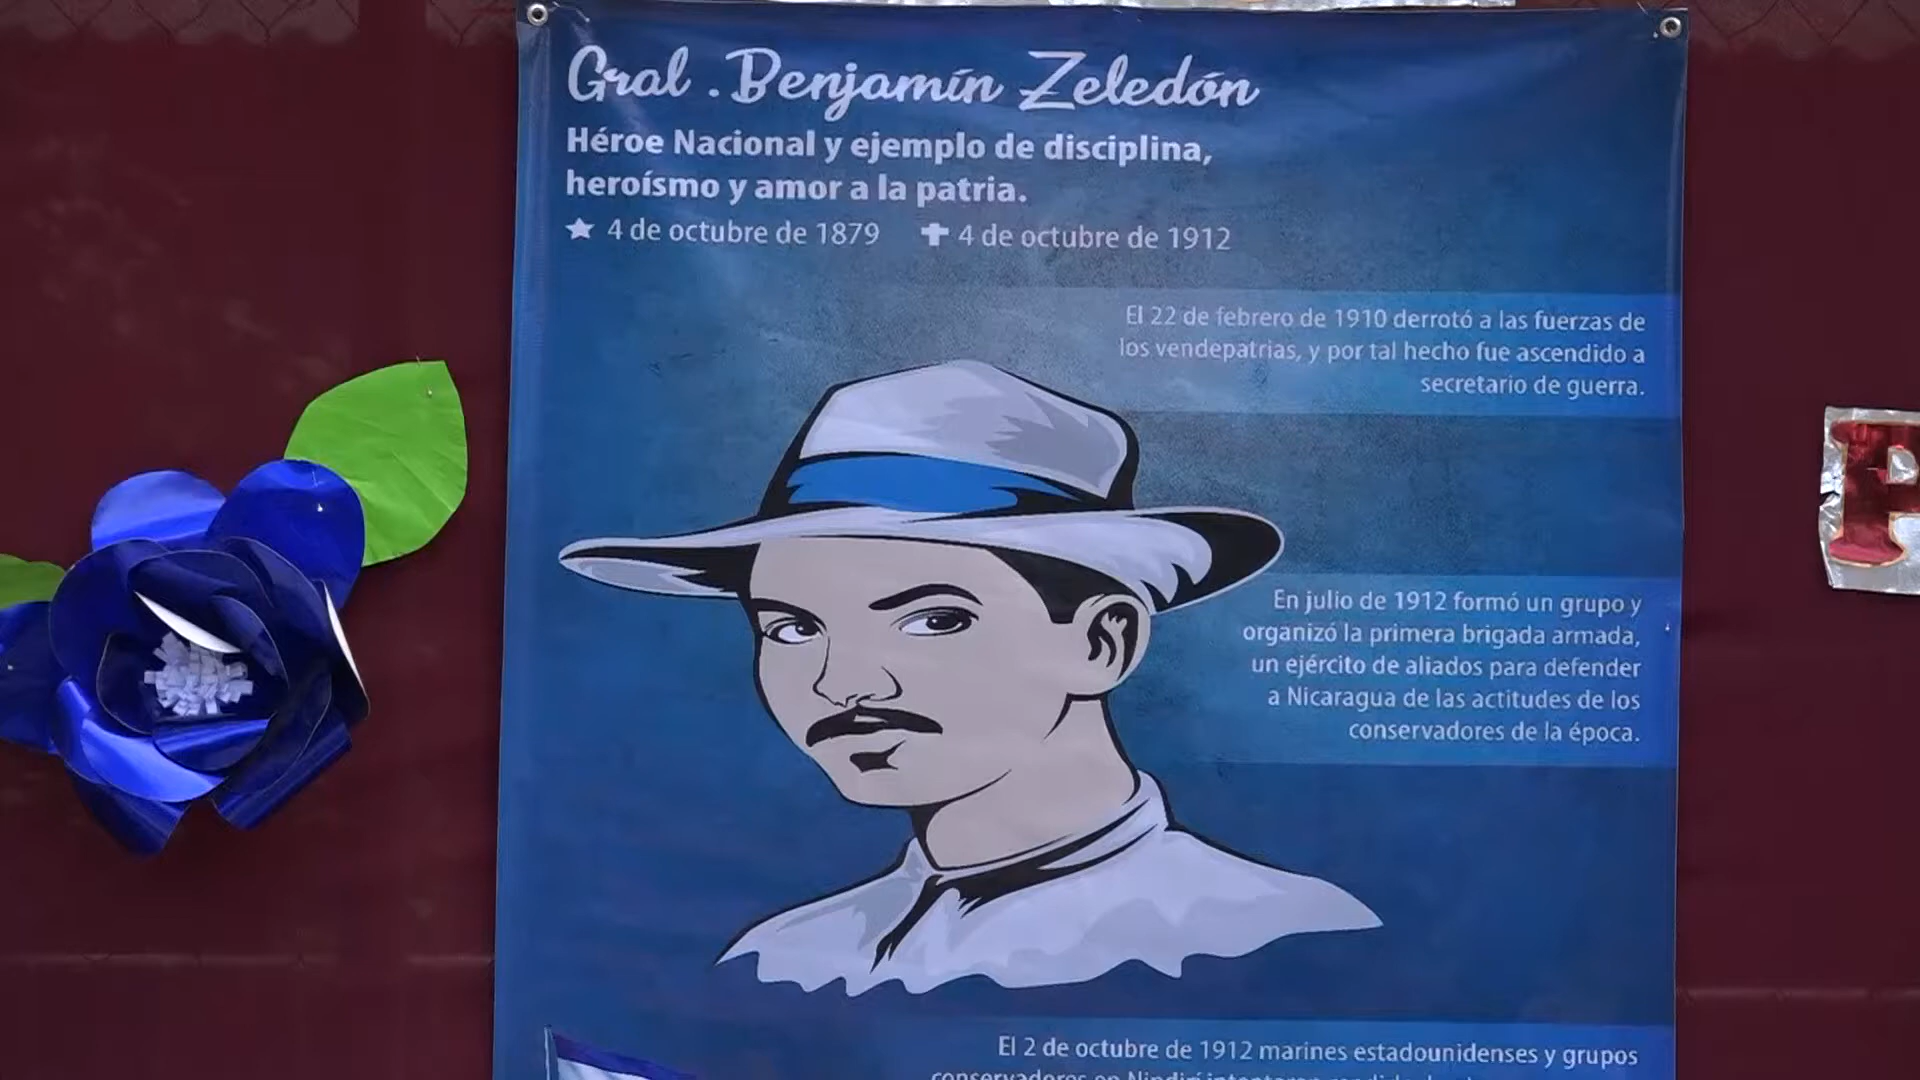 Gral . Benjamín Zeledón
Héroe Nacional y ejemplo de disciplina,
heroísmo y amor a la patria.
4 de octubre de 1879 4 de octubre de 1912
El 22 de febrero de 1910 derrotó a las fuerzas de
los vendepatrias, y por tal hecho fue ascendido a
secretario de guerra.
En julio de 1912 formó un grupo y
organizó la primera brigada armada,
un ejército de aliados para defender
a Nicaragua de las actitudes de los
conservadores de la época.
El 2 de octubre de 1912 marines estadounidenses y grupos
conservadores en Nindirí intentaron